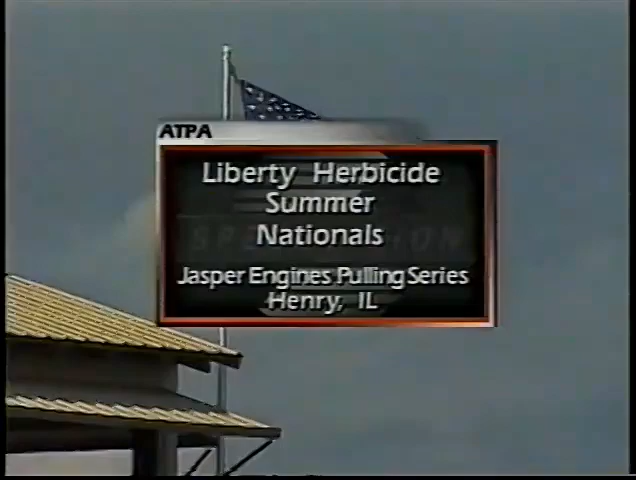 ATPA
Liberty Herbicide
Summer
Nationals
Jasper Engines Pulling Series
Henry, IL